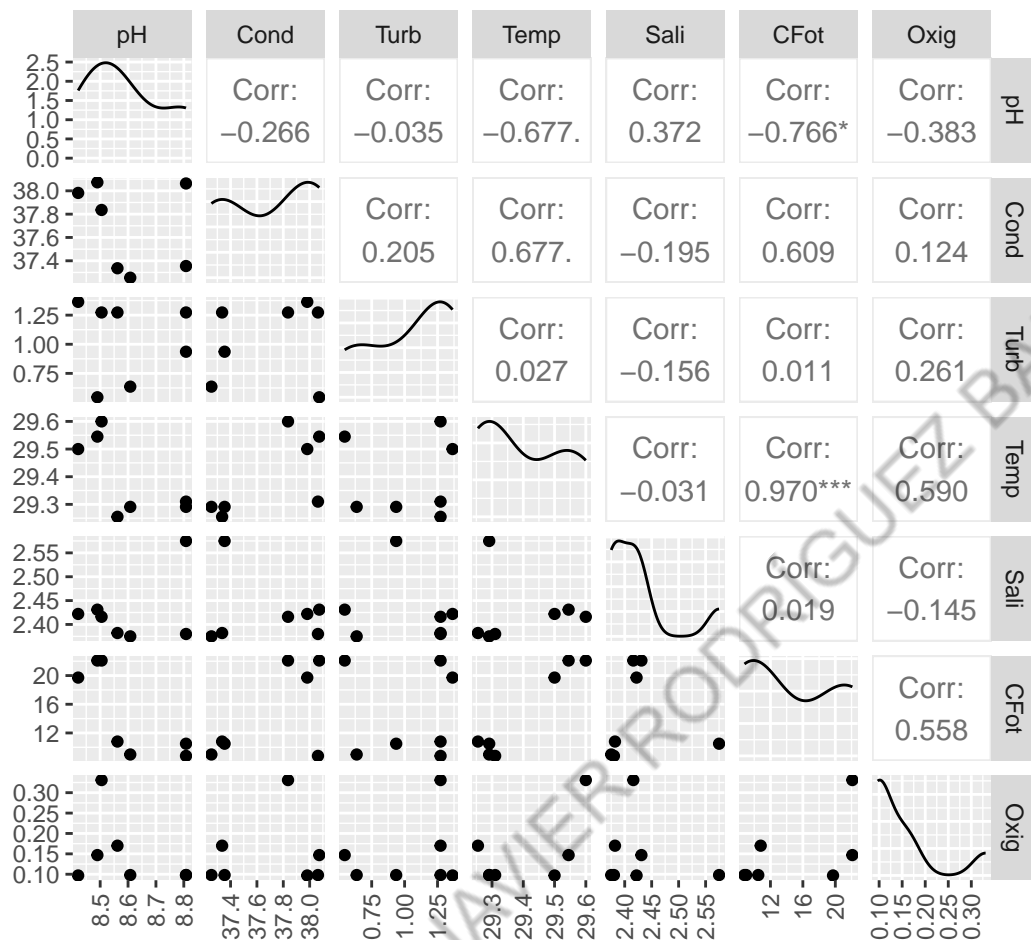 pH Cond Turb Temp Sali CFot Oxig
2.5
2.0
1.5
1.0
0.5
0.0
Corr: Corr: Corr: Corr: Corr: Corr:
−0.266 −0.035 −0.677. 0.372 −0.766* −0.383
pH
38.0
37.8
37.6
37.4
Corr: Corr: Corr: Corr: Corr:
0.205 0.677. −0.195 0.609 0.124
Cond
1.25
1.00
0.75
Corr: Corr: Corr: Corr:
0.027 −0.156 0.011 0.261
Turb
29.6
29.5
29.4
29.3
Corr: Corr: Corr:
−0.031 0.970*** 0.590
Temp
2.55
2.50
2.45
2.40
Corr: Corr:
0.019 −0.145
Sali
20
12
Corr:
0.558
CFot
0.30
0.25
0.20
0.15
0.10
Oxig
8.5 8.6 8.7 8.8 37.4 37.6 37.8 38.0 0.75 1.00 1.25 29.3 29.4 29.5 29.6 2.40 2.45 2.50 2.55 12 20 0.10 0.15 0.20 0.25 0.30
JAVIER RODRÍGUEZ